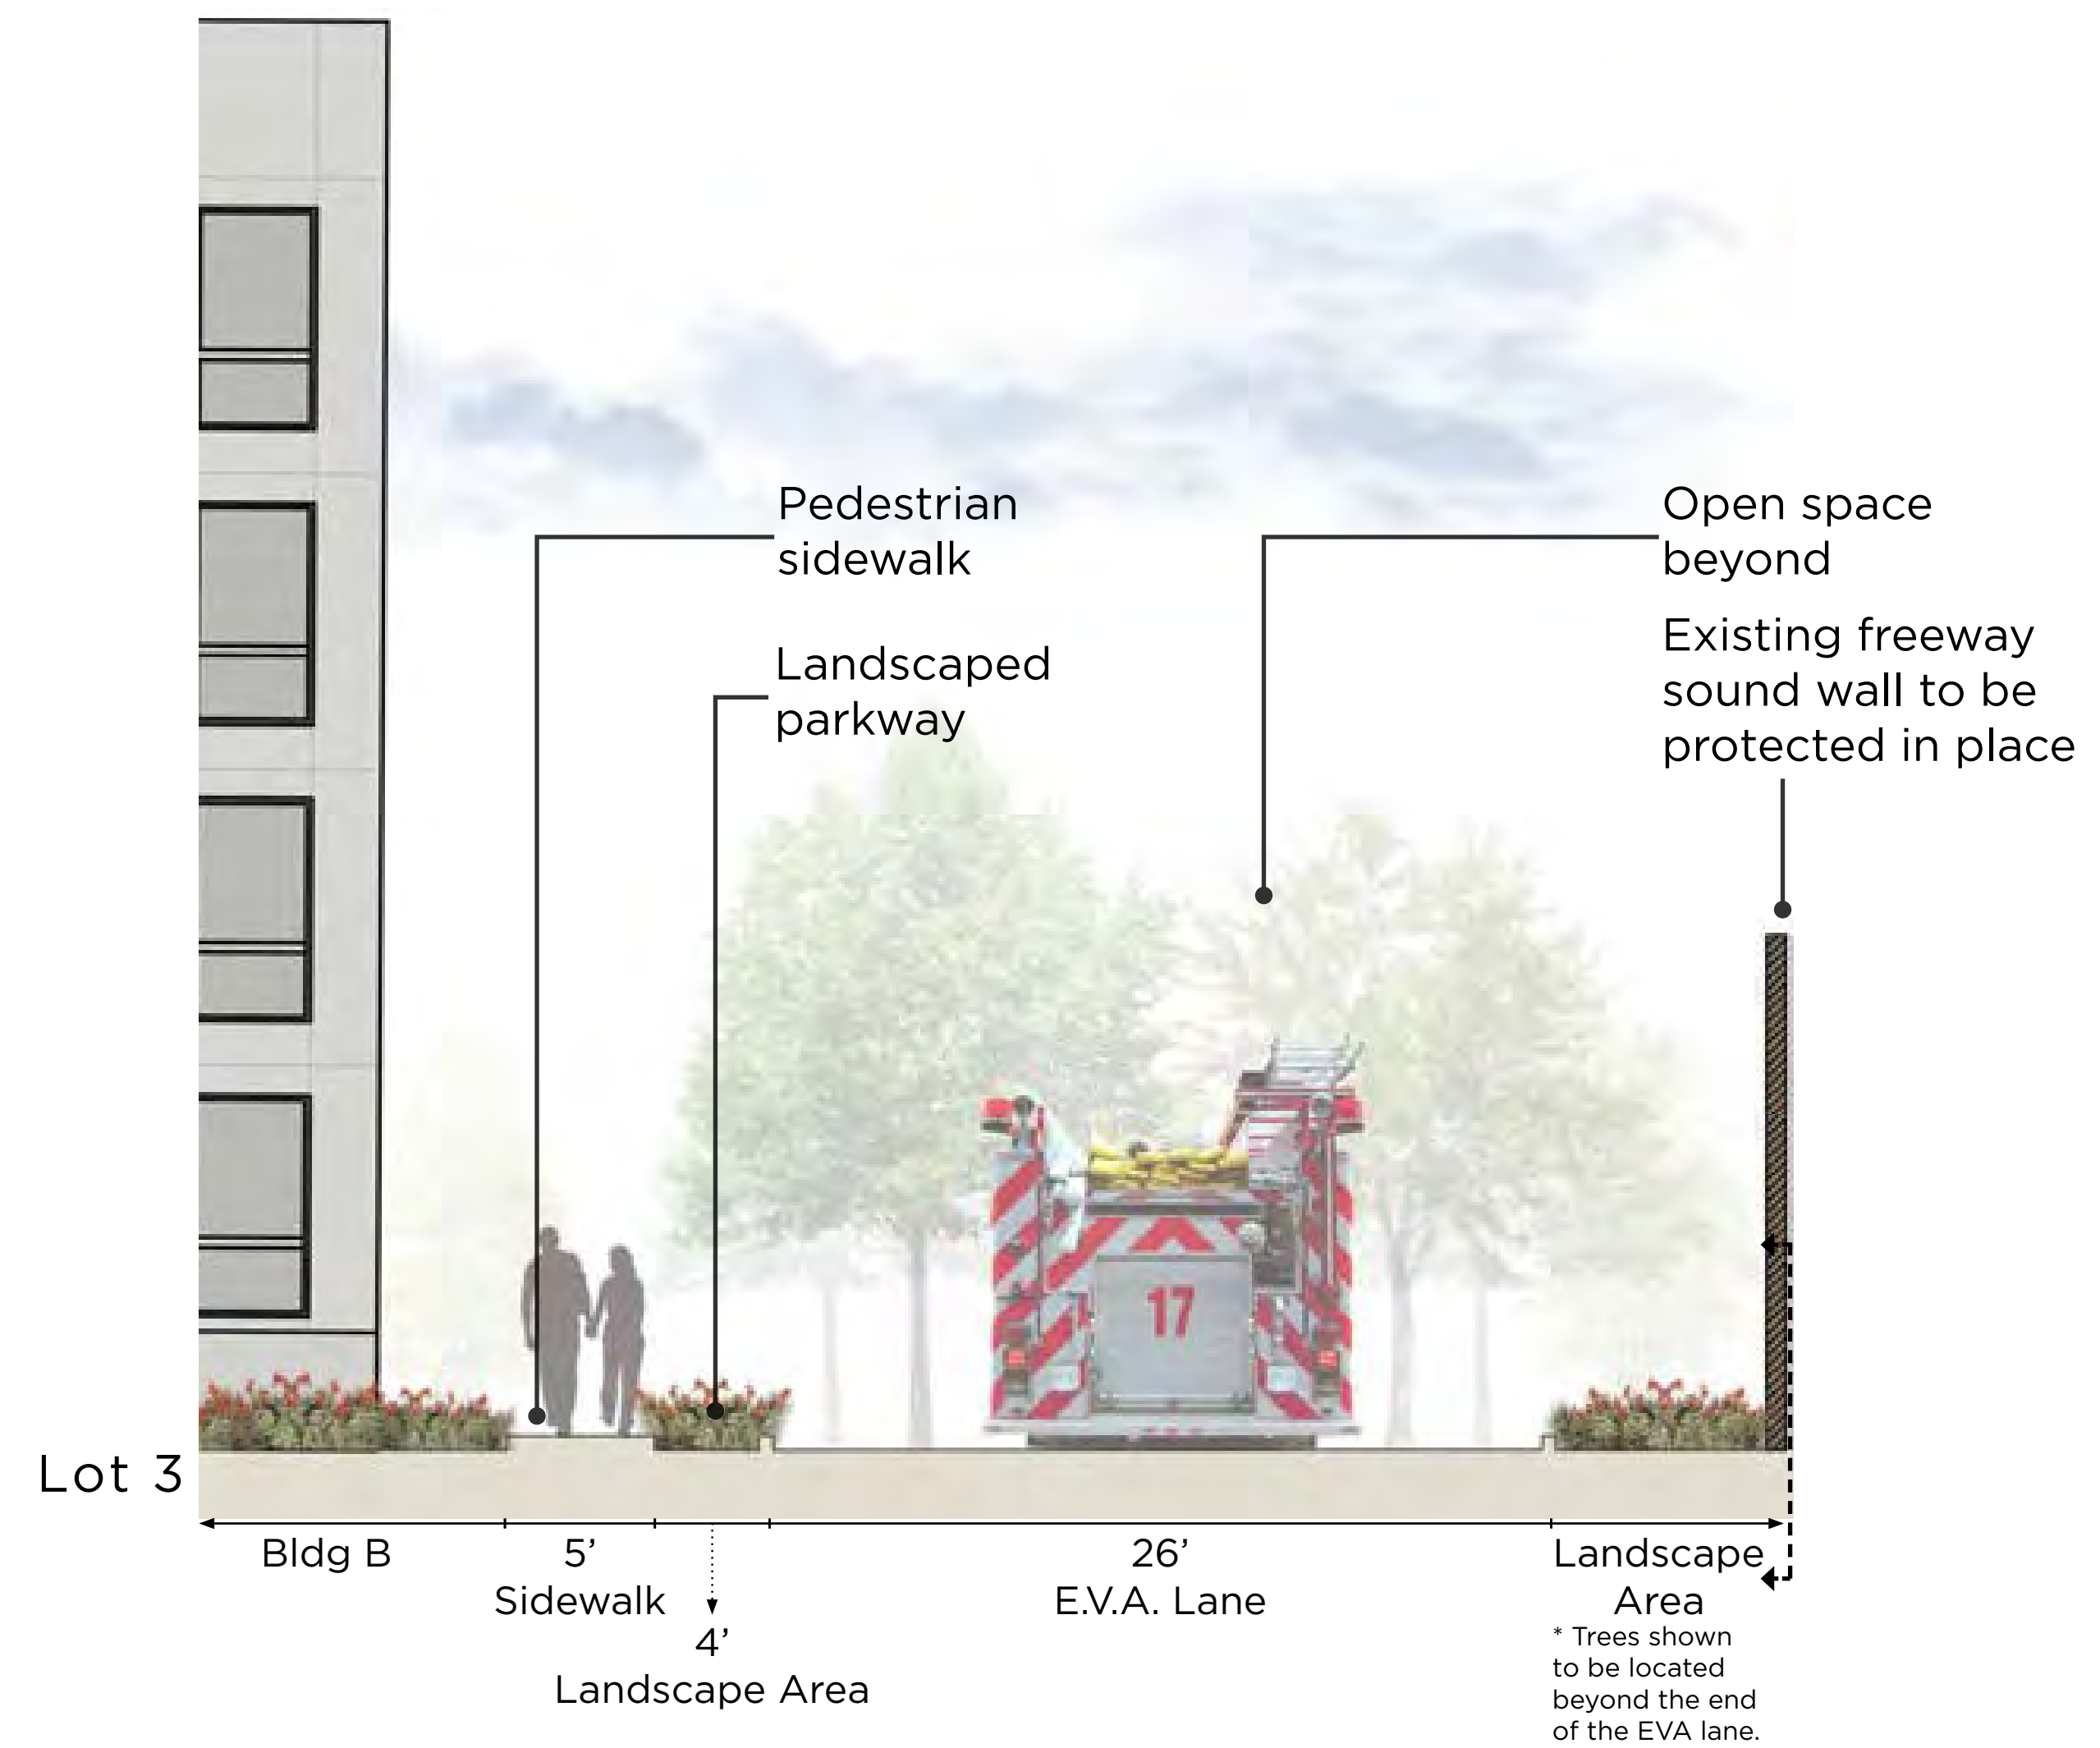 Pedestrian
sidewalk
Open space
beyond
Existing freeway
sound wall to be
protected in place
Landscaped
parkway
17
Lot 3
Bldg B
5’
Sidewalk
4’
Landscape Area
26’
E.V.A. Lane
Landscape
Area
* Trees shown
to be located
beyond the end
of the EVA lane.